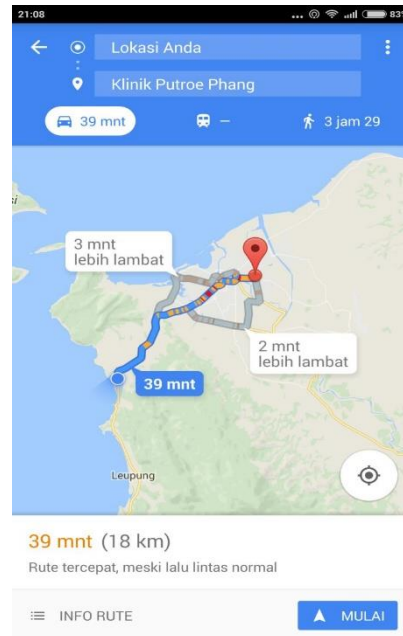 21:08
... 83%
Lokasi Anda
Klinik Putroe Phang
39 mnt
–
3 jam 29
3 mnt
lebih lambat
2 mnt
lebih lambat
39 mnt
Leupung
39 mnt (18 km)
Rute tercepat, meski lalu lintas normal
INFO RUTE
MULAI